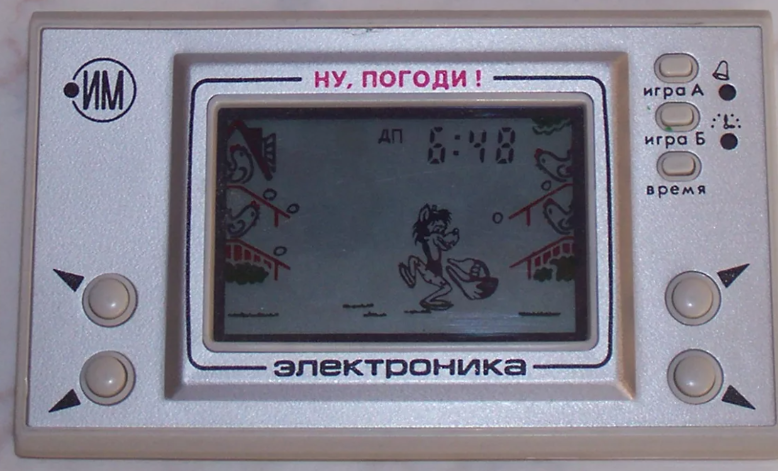 ИМ
НУ, ПОГОДИ!
игра А
ДП 6:48
игра Б
время
электроника